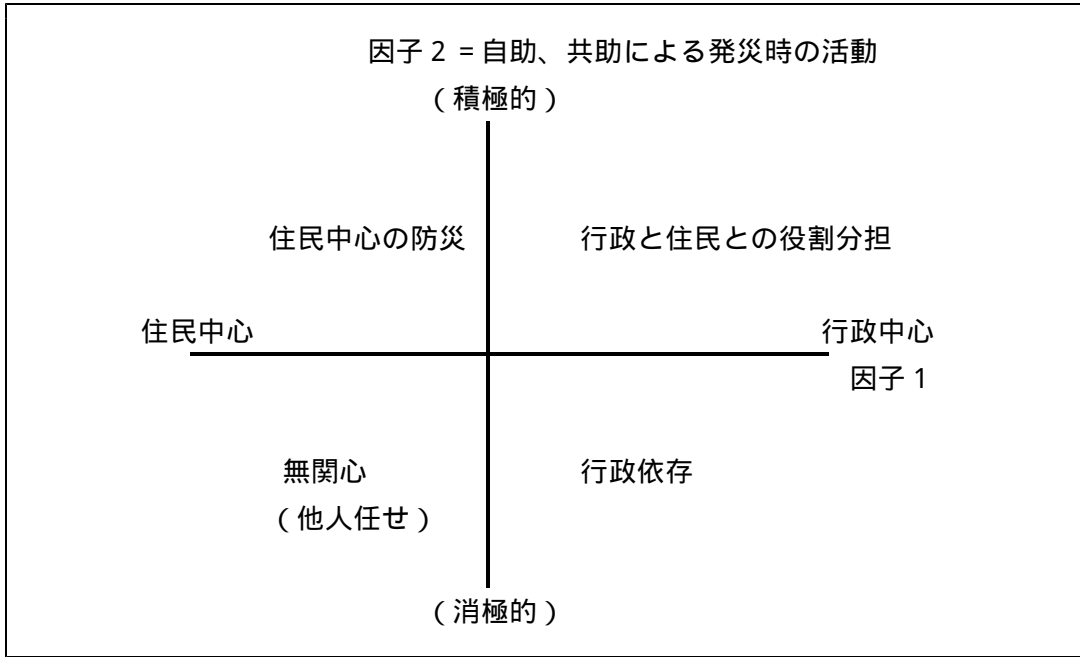 因子２＝自助、共助による発災時の活動
（積極的）
住民中心の防災
行政と住民との役割分担
住民中心
行政中心
因子１
無関心
行政依存
（他人任せ）
（消極的）